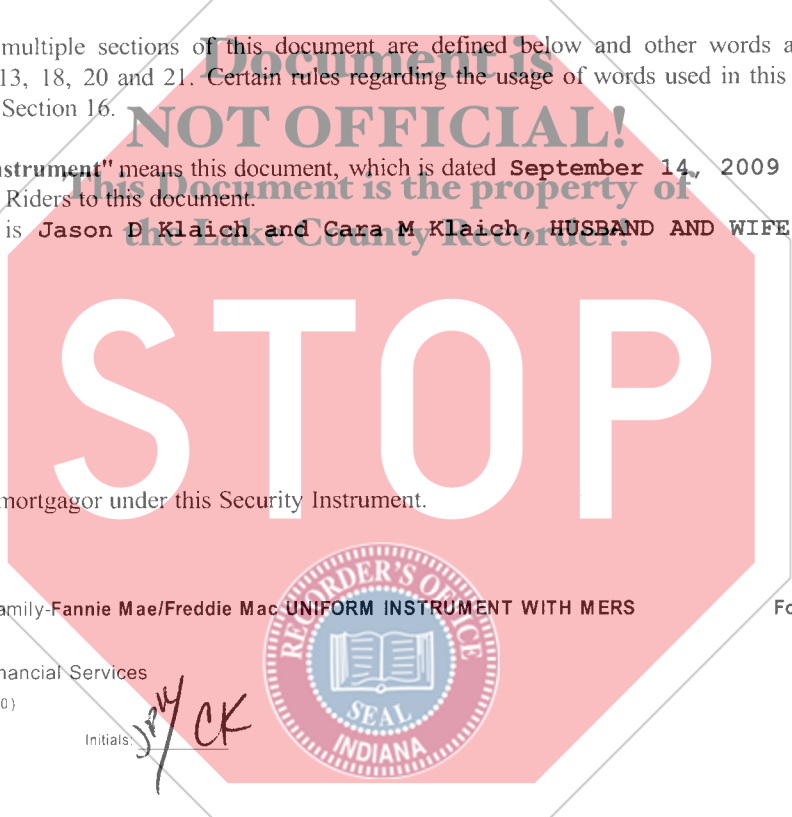 multiple sections of this document are defined below and other words a
Document is
13, 18, 20 and 21. Certain rules regarding the usage of words used in this
Section 16.
NOT OFFICIAL!
nstrument" means this document, which is dated September 14, 2009
This Document is the property of
Riders to this document.
is Jason D Klaich and Cara M Klaich, HUSBAND AND WIFE
the Lake County Recorder!
STOP
mortgagor under this Security Instrument.
RECORDER'S OFFICE
amily-Fannie Mae/Freddie Mac UNIFORM INSTRUMENT WITH MERS Fo
nancial Services
0)
SEAL
Initials: CK
INDIANA